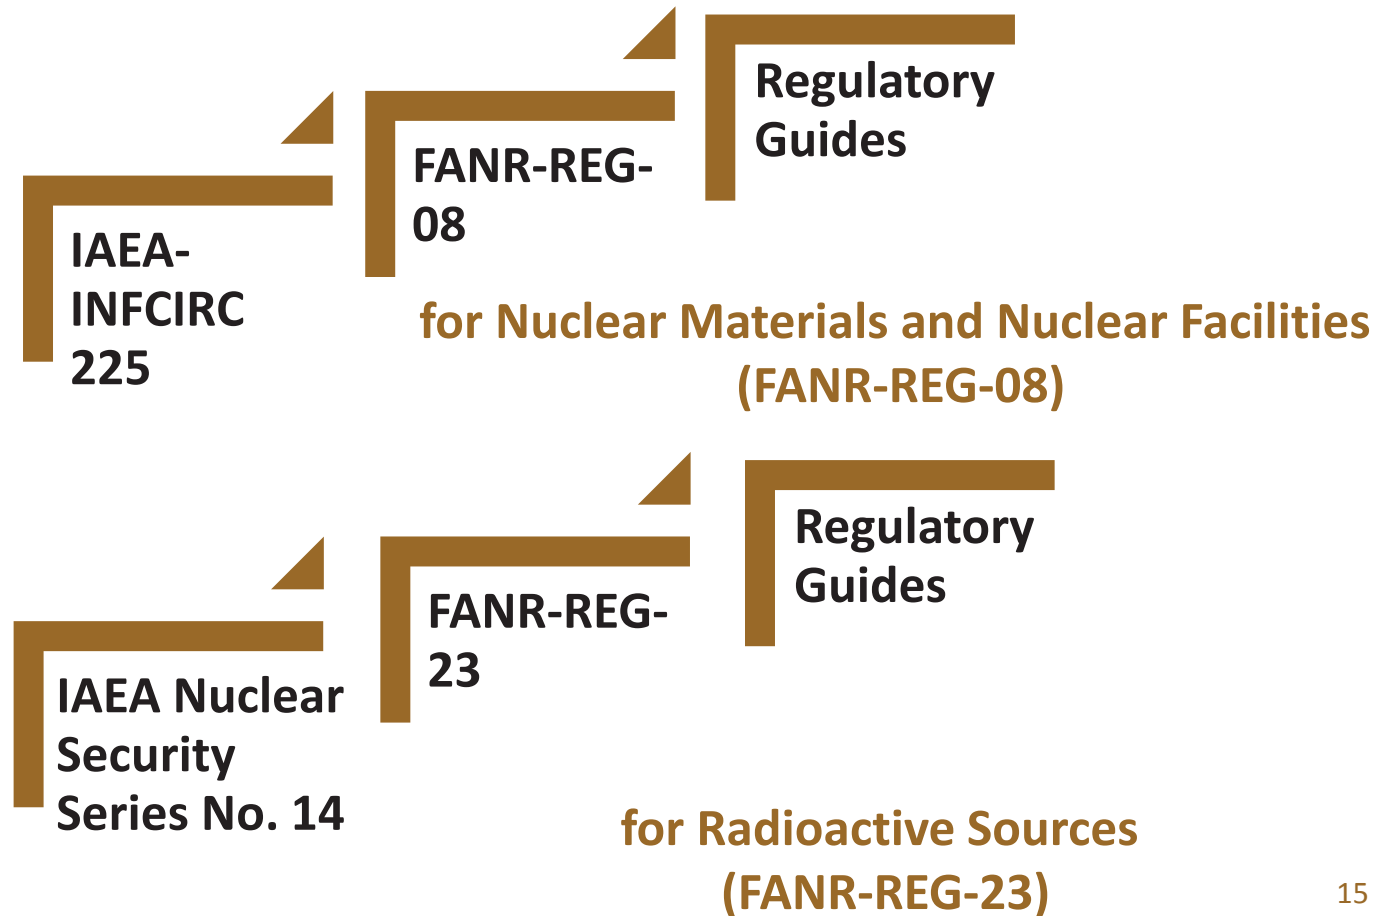 Regulatory
Guides
FANR-REG-
08
IAEA-
INFCIRC
225
for Nuclear Materials and Nuclear Facilities
(FANR-REG-08)
Regulatory
Guides
FANR-REG-
23
IAEA Nuclear
Security
Series No. 14
for Radioactive Sources
(FANR-REG-23)
15